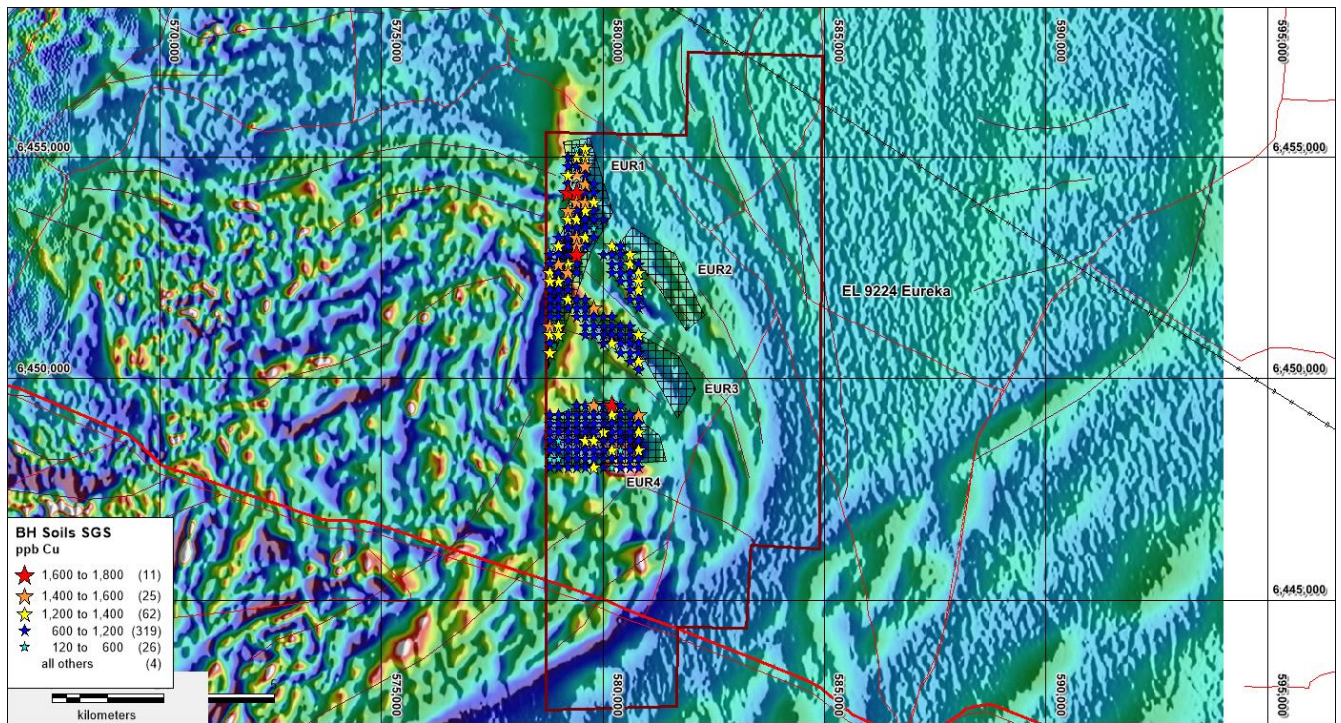 570,000
575,000
580,000
585,000
590,000
595,000
6,455,000
6,455,000
EUR1
EUR2
EL 9224 Eureka
6,450,000
6,450,000
EUR3
EUR4
BH Soils SGS
ppb Cu
1,600 to 1,800 (11)
1,400 to 1,600 (25)
1,200 to 1,400 (62)
600 to 1,200 (319)
120 to 600 (26)
all others (4)
6,445,000
6,445,000
kilometers
575,000
580,000
585,000
590,000
595,000